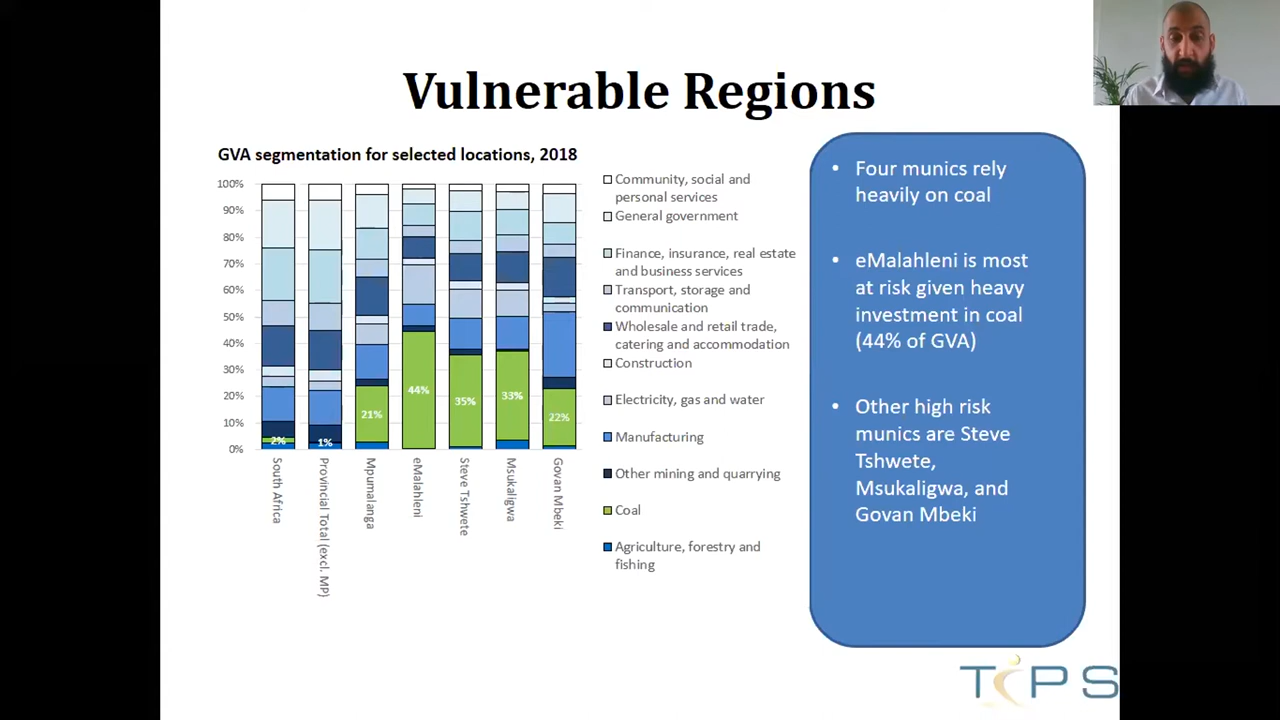 Vulnerable Regions
GVA segmentation for selected locations, 2018
100%
90%
80%
70%
60%
50%
40%
30%
20%
10%
0%
2%
1%
21%
44%
35%
33%
22%
South Africa
Provincial Total (excl. MP)
Mpumalanga
eMalahleni
Steve Tshwete
Msukaligwa
Govan Mbeki
Community, social and
personal services
General government
Finance, insurance, real estate
and business services
Transport, storage and
communication
Wholesale and retail trade,
catering and accommodation
Construction
Electricity, gas and water
Manufacturing
Other mining and quarrying
Coal
Agriculture, forestry and
fishing
• Four munics rely
heavily on coal
• eMalahleni is most
at risk given heavy
investment in coal
(44% of GVA)
• Other high risk
munics are Steve
Tshwete,
Msukaligwa, and
Govan Mbeki
TIPS